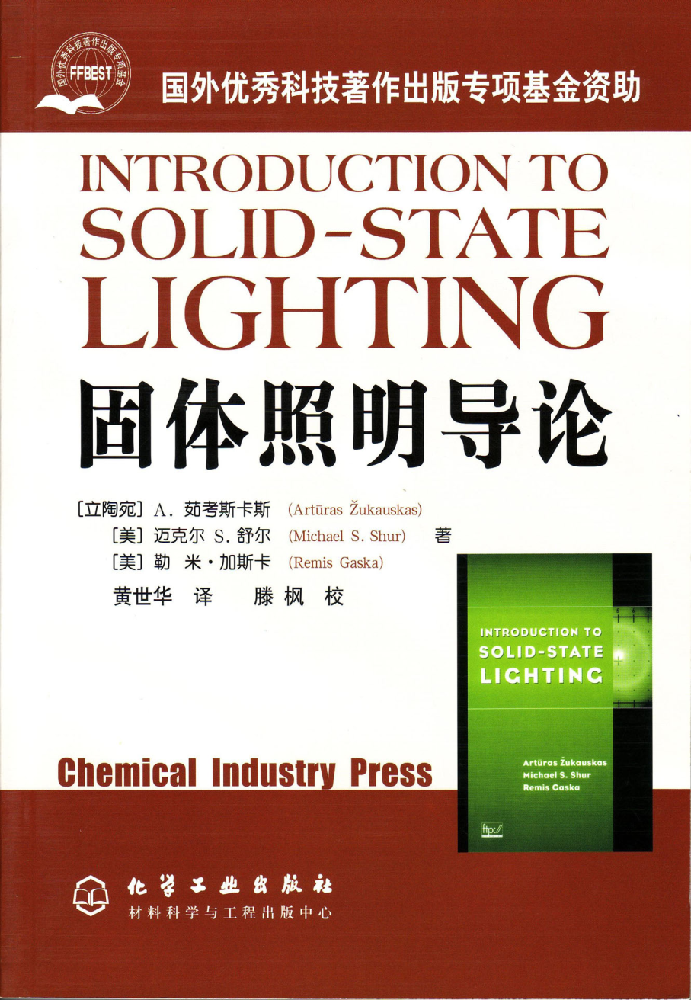 国外优秀科技著作出版专项基金
FFBEST
国外优秀科技著作出版专项基金资助
INTRODUCTION TO
SOLID-STATE
LIGHTING
固体照明导论
[立陶宛] A. 茹考斯卡斯 (Artūras Žukauskas)
[美] 迈克尔 S. 舒尔 (Michael S. Shur) 著
[美] 勒 米·加斯卡 (Remis Gaska)
黄世华 译 滕 枫 校
5 6
INTRODUCTION TO
SOLID-STATE
LIGHTING
Artūras Žukauskas
Michael S. Shur
Remis Gaska
ftp://
Chemical Industry Press
化学工业出版社
材料科学与工程出版中心